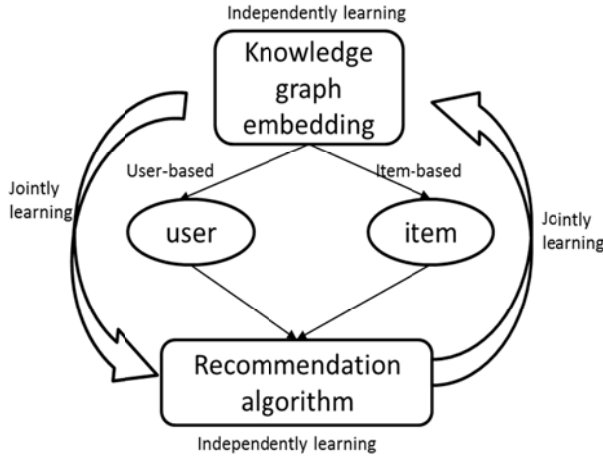 Independently learning
Knowledge
graph
embedding
User-based
Item-based
Jointly
learning
user
item
Jointly
learning
Recommendation
algorithm
Independently learning